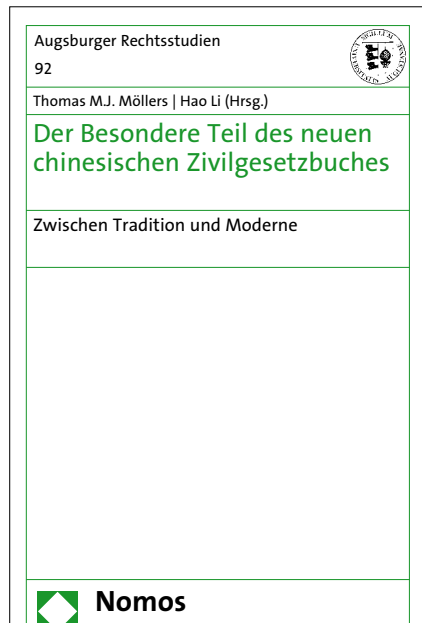 Augsburger Rechtsstudien
92
Thomas M.J. Möllers | Hao Li (Hrsg.)
Der Besondere Teil des neuen
chinesischen Zivilgesetzbuches
Zwischen Tradition und Moderne
Nomos